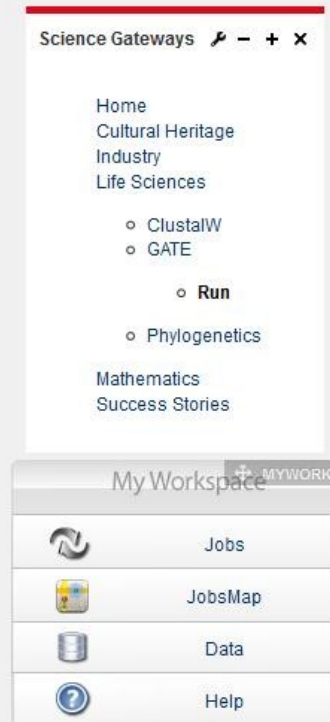 Science Gateways
Home
Cultural Heritage
Industry
Life Sciences
ClustalW
GATE
Run
Phylogenetics
Mathematics
Success Stories
My Workspace MYWORK
Jobs
JobsMap
Data
Help